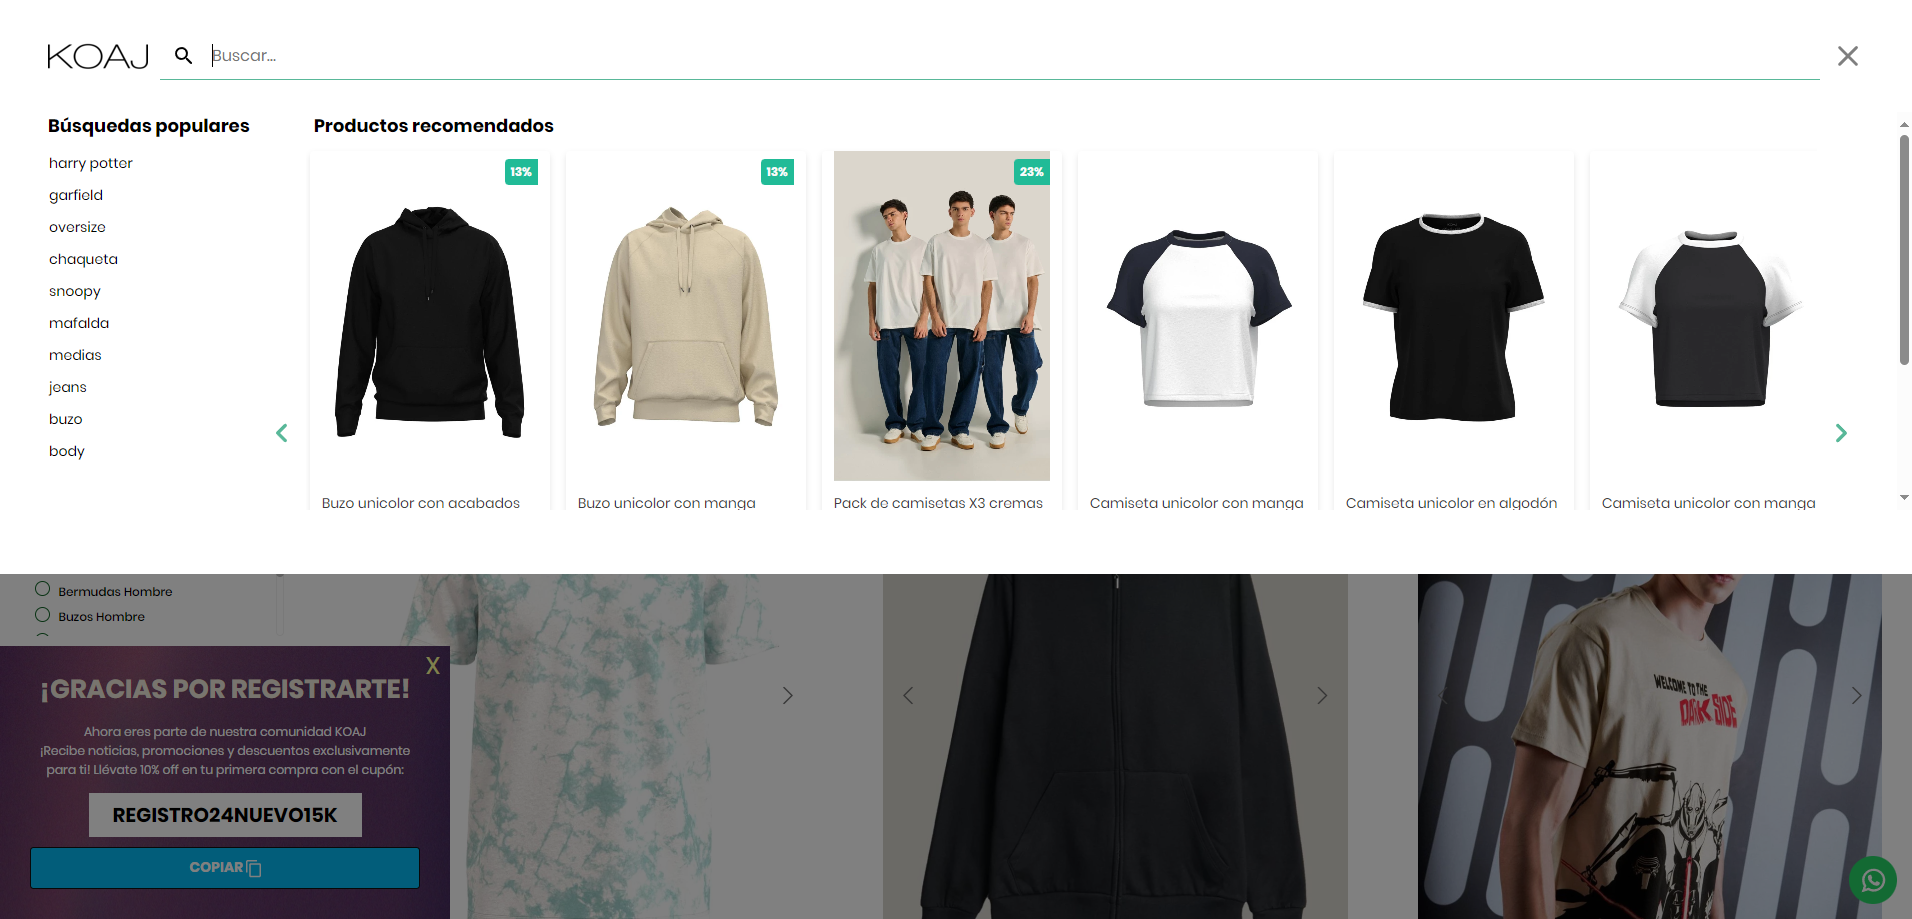 KOAJ
Buscar...
Búsquedas populares
harry potter
garfield
oversize
chaqueta
snoopy
mafalda
medias
jeans
buzo
body
Productos recomendados
13%
13%
23%
Buzo unicolor con acabados
Buzo unicolor con manga
Pack de camisetas X3 cremas
Camiseta unicolor con manga
Camiseta unicolor en algodón
Camiseta unicolor con manga
Bermudas Hombre
Buzos Hombre
X
¡GRACIAS POR REGISTRARTE!
Ahora eres parte de nuestra comunidad KOAJ
¡Recibe noticias, promociones y descuentos exclusivamente
para ti! Llévate 10% off en tu primera compra con el cupón:
REGISTRO24NUEVO15K
COPIAR
WELCOME TO THE
DARK SIDE